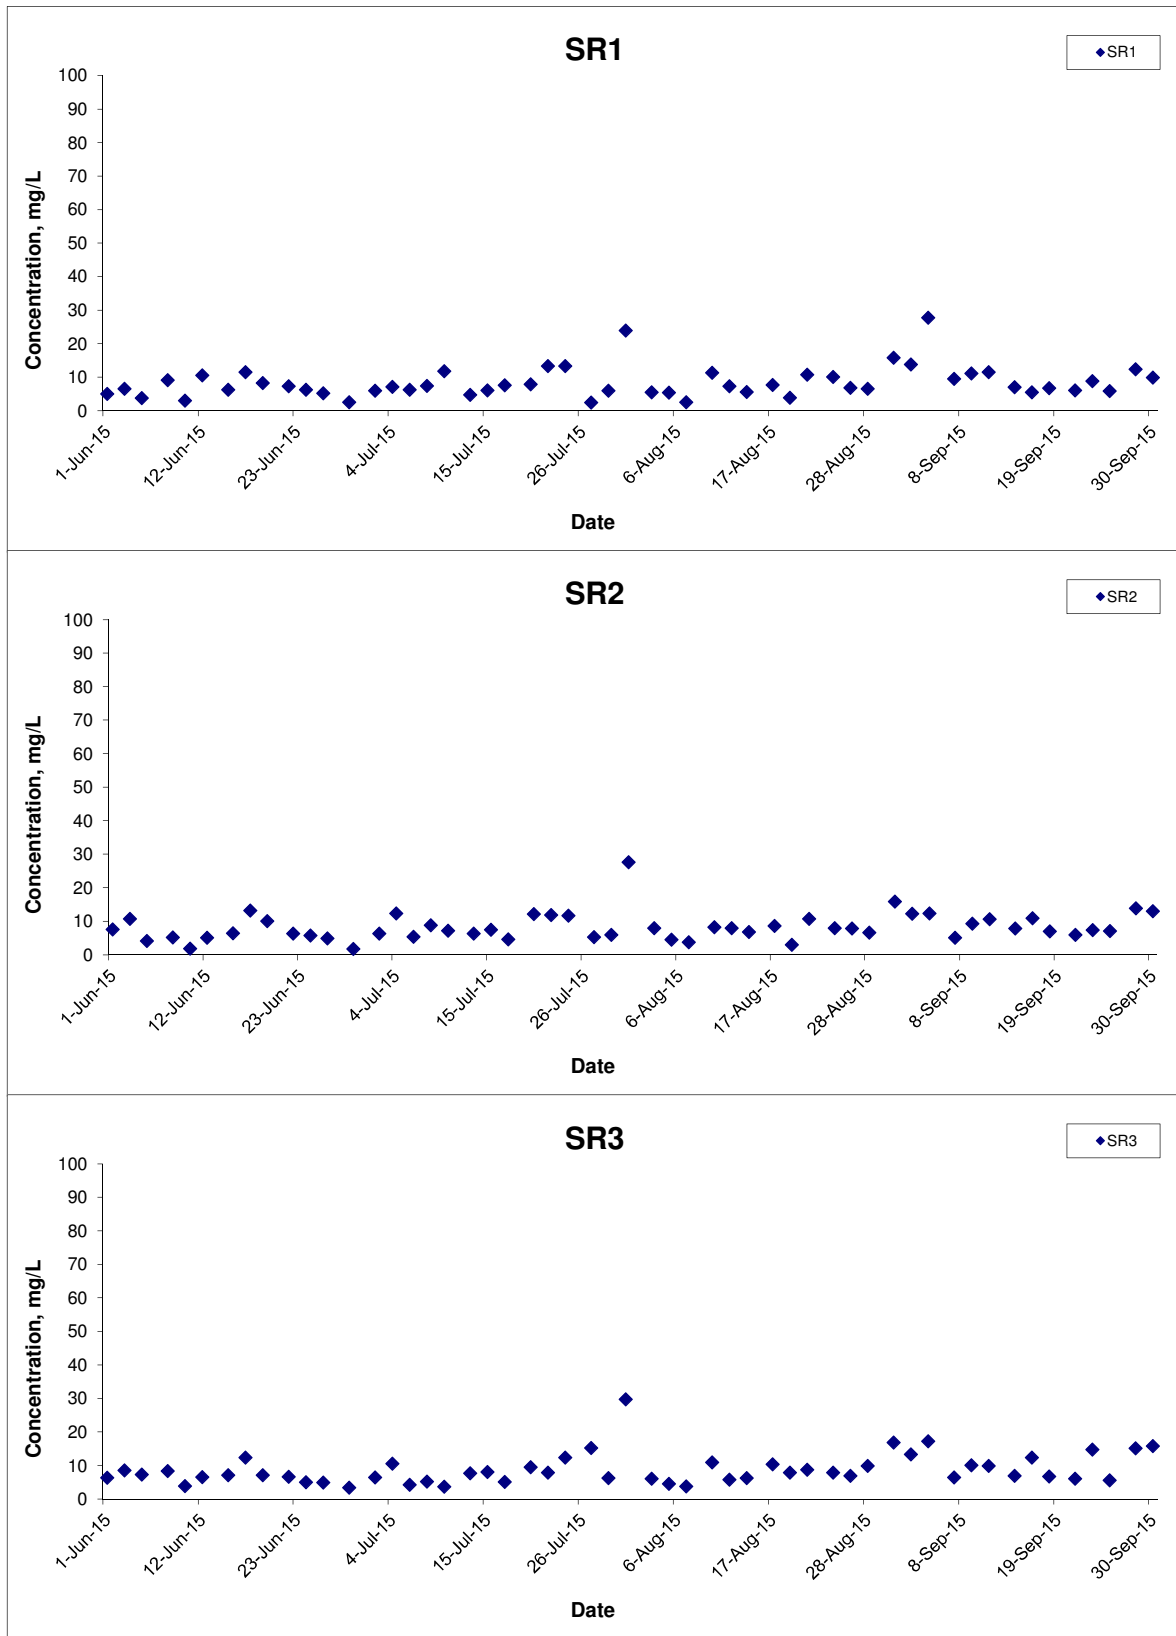 SR1
SR1
100
90
80
70
60
50
40
30
20
10
0
Concentration, mg/L
1-Jun-15
12-Jun-15
23-Jun-15
4-Jul-15
15-Jul-15
26-Jul-15
6-Aug-15
17-Aug-15
28-Aug-15
8-Sep-15
19-Sep-15
30-Sep-15
Date
SR2
SR2
100
90
80
70
60
50
40
30
20
10
0
Concentration, mg/L
1-Jun-15
12-Jun-15
23-Jun-15
4-Jul-15
15-Jul-15
26-Jul-15
6-Aug-15
17-Aug-15
28-Aug-15
8-Sep-15
19-Sep-15
30-Sep-15
Date
SR3
SR3
100
90
80
70
60
50
40
30
20
10
0
Concentration, mg/L
1-Jun-15
12-Jun-15
23-Jun-15
4-Jul-15
15-Jul-15
26-Jul-15
6-Aug-15
17-Aug-15
28-Aug-15
8-Sep-15
19-Sep-15
30-Sep-15
Date